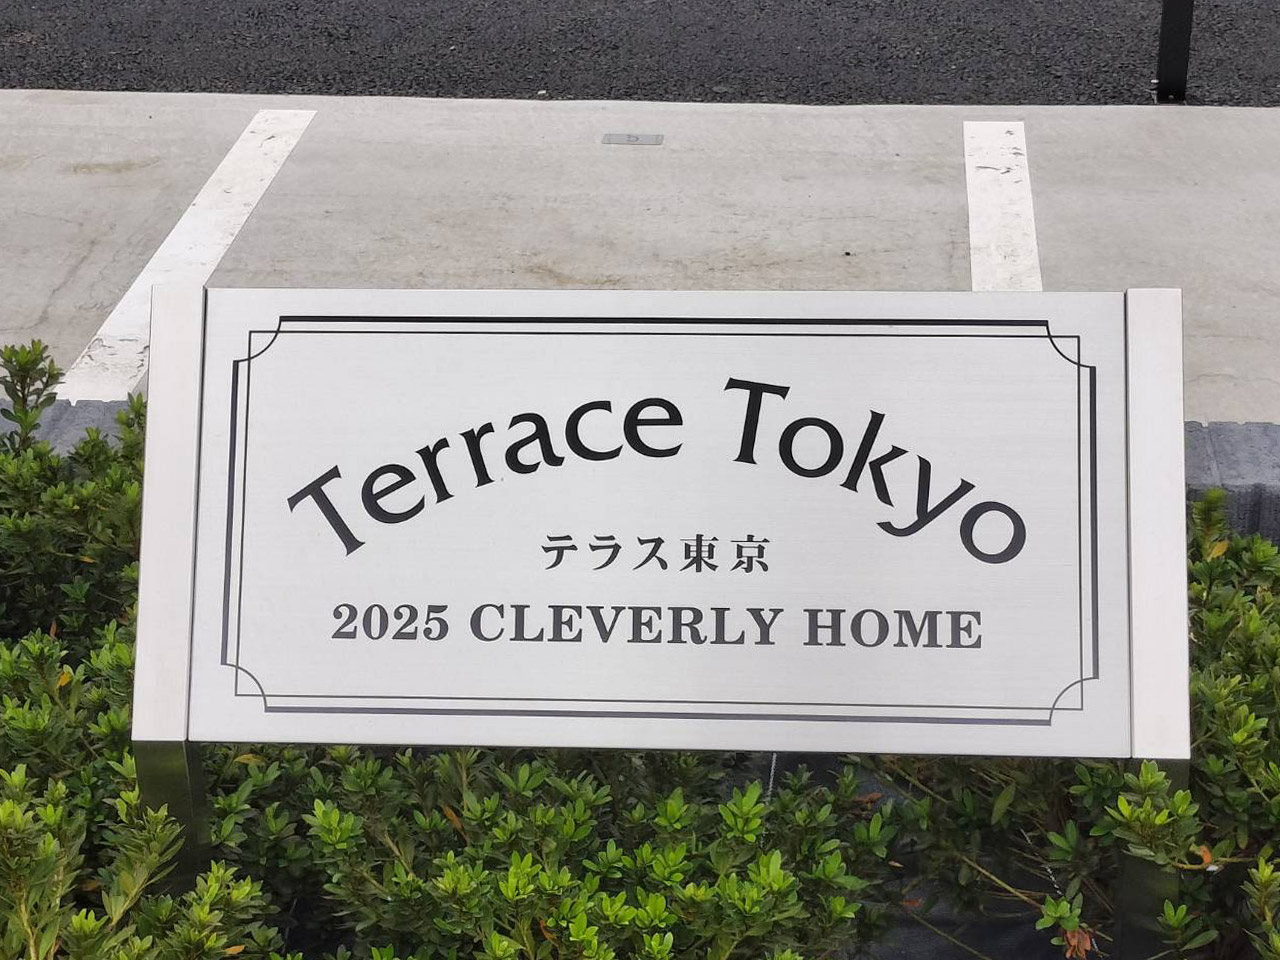 Terrace Tokyo
テラス東京
2025 CLEVERLY HOME